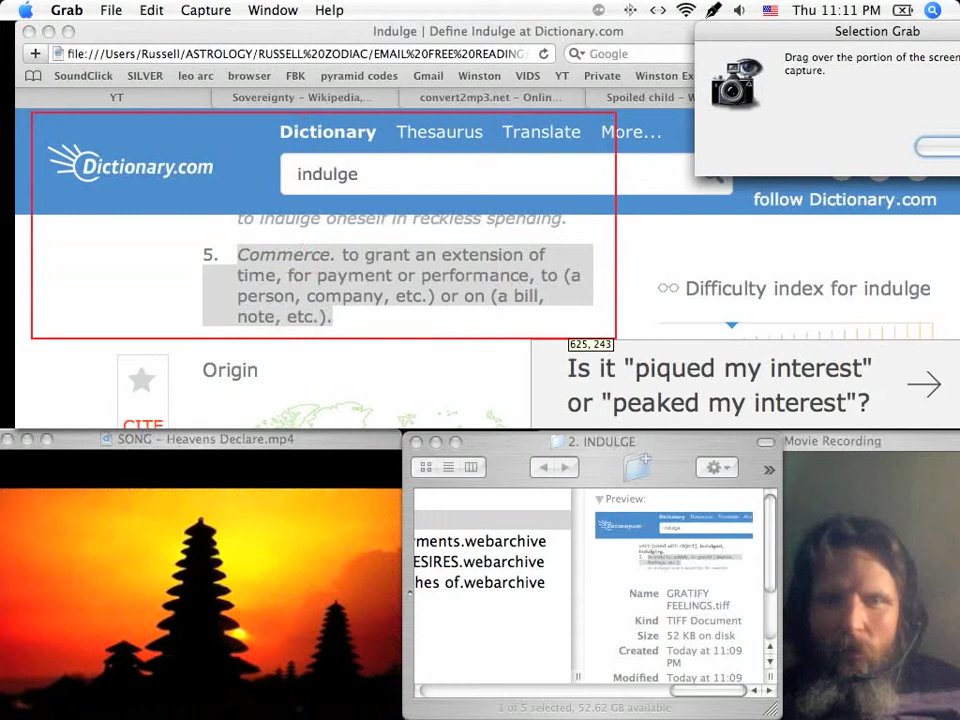 Grab File Edit Capture Window Help Thu 11:11 PM
Indulge | Define Indulge at Dictionary.com
Selection Grab
file:///Users/Russell/ASTROLOGY/RUSSELL%20ZODIAC/EMAIL%20FREE%20READING/
Google
Drag over the portion of the screen
capture.
SoundClick SILVER leo arc browser FBK pyramid codes Gmail Winston VIDS YT Private Winston Ex
YT Sovereignty – Wikipedia,... convert2mp3.net – Onlin... Spoiled child – W
Dictionary Thesaurus Translate More...
Dictionary.com
indulge
follow Dictionary.com
to indulge oneself in reckless spending.
5. Commerce. to grant an extension of
time, for payment or performance, to (a
person, company, etc.) or on (a bill,
note, etc.).
Difficulty index for indulge
625, 243
Origin
Is it "piqued my interest"
or "peaked my interest"?
CITE
SONG – Heavens Declare.mp4
2. INDULGE
Movie Recording
Preview:
Dictionary.com
indulge
ments.webarchive
ESIRES.webarchive
hes of.webarchive
Name GRATIFY
FEELINGS.tiff
Kind TIFF Document
Size 52 KB on disk
Created Today at 11:09
PM
Modified Today at 11:09
1 of 5 selected, 52.62 GB available